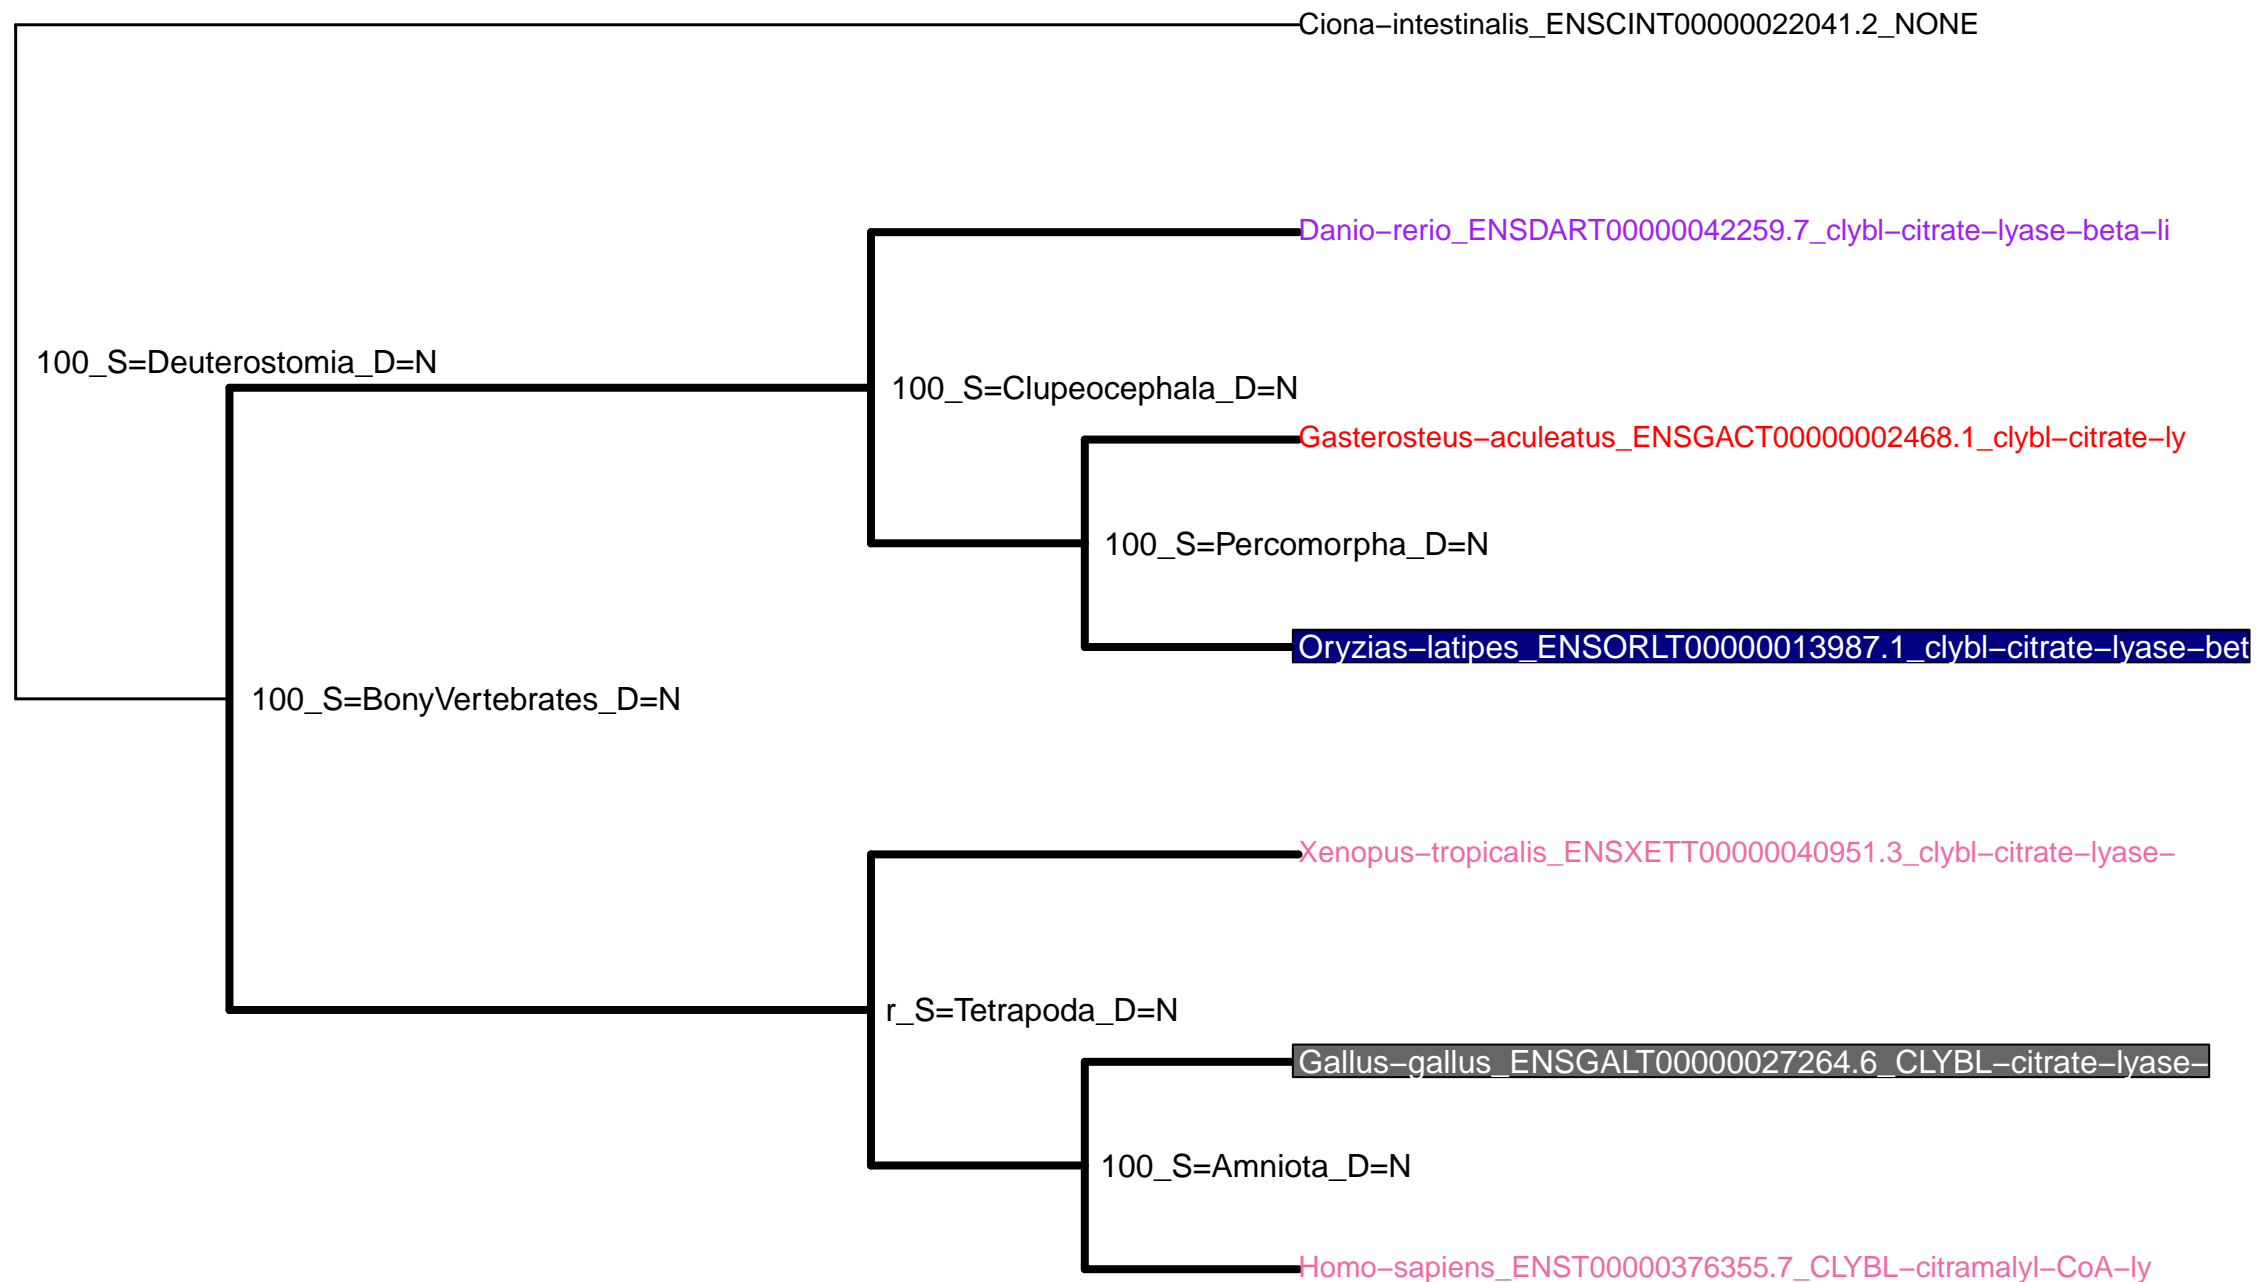 Ciona−intestinalis_ENSCINT00000022041.2_NONE
Danio−rerio_ENSDART00000042259.7_clybl−citrate−lyase−beta−li
100_S=Deuterostomia_D=N
100_S=Clupeocephala_D=N
Gasterosteus−aculeatus_ENSGACT00000002468.1_clybl−citrate−ly
100_S=Percomorpha_D=N
Oryzias−latipes_ENSORLT00000013987.1_clybl−citrate−lyase−bet
100_S=BonyVertebrates_D=N
Xenopus−tropicalis_ENSXETT00000040951.3_clybl−citrate−lyase−
r_S=Tetrapoda_D=N
Gallus−gallus_ENSGALT00000027264.6_CLYBL−citrate−lyase−
100_S=Amniota_D=N
Homo−sapiens_ENST00000376355.7_CLYBL−citramalyl−CoA−ly